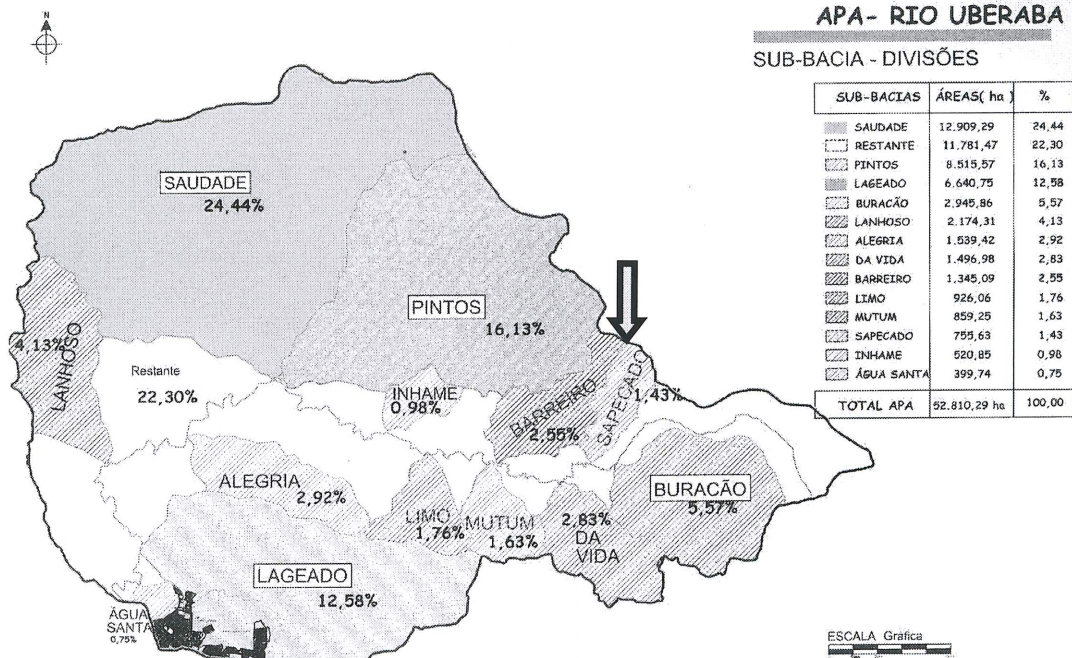 N
APA- RIO UBERABA
SUB-BACIA - DIVISÕES
SUB-BACIAS ÁREAS( ha ) %
SAUDADE 12.909,29 24,44
RESTANTE 11.781,47 22,30
PINTOS 8.515,57 16,13
LAGEADO 6.640,75 12,58
BURACÃO 2.945,86 5,57
LANHOSO 2.174,31 4,13
ALEGRIA 1.539,42 2,92
DA VIDA 1.496,98 2,83
BARREIRO 1.345,09 2,55
LIMO 926,06 1,76
MUTUM 859,25 1,63
SAPECADO 755,63 1,43
INHAME 520,85 0,98
ÁGUA SANTA 399,74 0,75
TOTAL APA 52.810,29 ha 100,00
SAUDADE
24,44%
PINTOS
16,13%
4,13%
LANHOSO
Restante
22,30%
INHAME
0,98%
BARREIRO
2,55%
SAPECADO
1,43%
ALEGRIA
2,92%
LIMO
1,76%
MUTUM
1,63%
2,83%
DA
VIDA
BURACÃO
5,57%
LAGEADO
12,58%
ÁGUA
SANTA
0,75%
ESCALA Gráfica